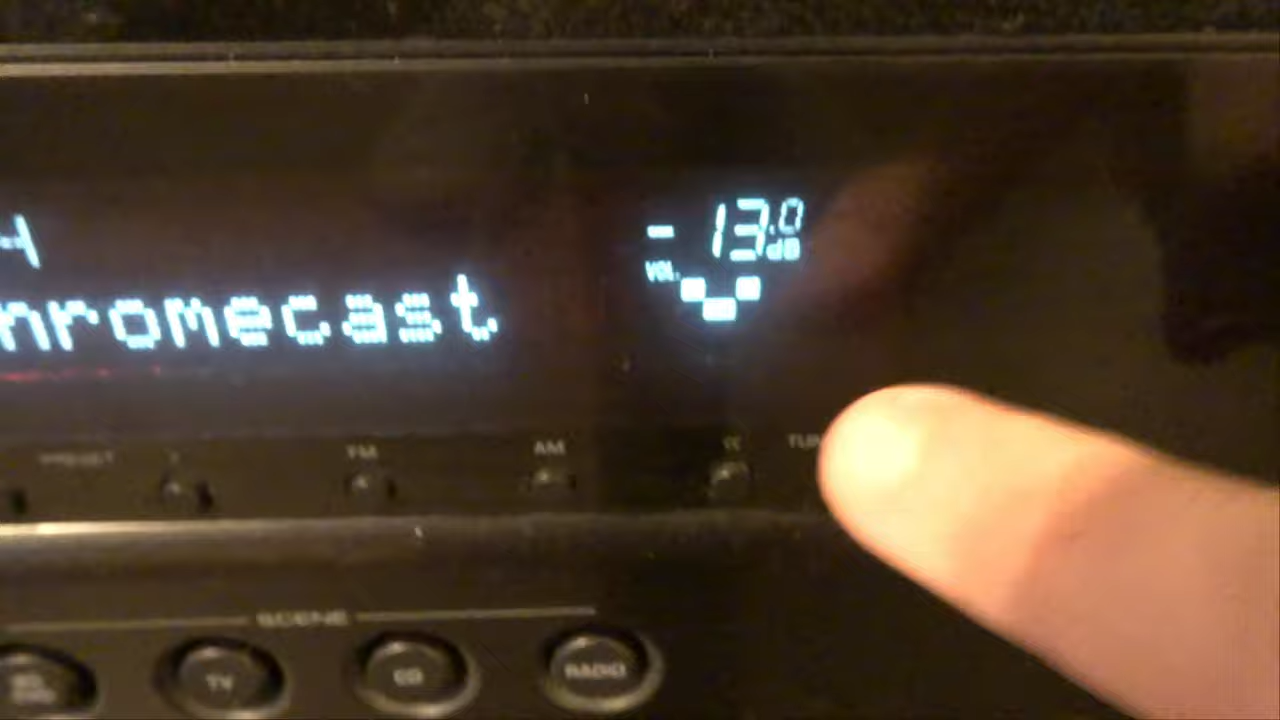 -13.0 dB
VOL.
hromecast
PRESET
FM
AM
<<
TUN
SCENE
TV
CD
RADIO